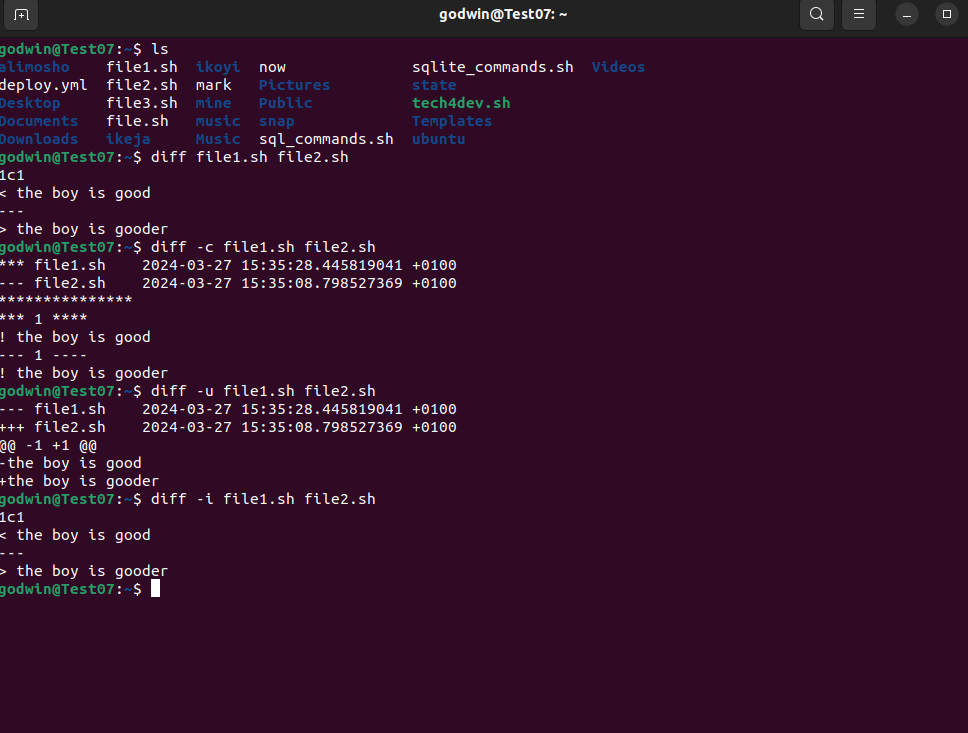 godwin@Test07: ~
godwin@Test07:~$ ls
alimosho    file1.sh  ikoyi  now               sqlite_commands.sh  Videos
deploy.yml  file2.sh  mark   Pictures          state
Desktop     file3.sh  mine   Public            tech4dev.sh
Documents   file.sh   music  snap              Templates
Downloads   ikeja     Music  sql_commands.sh   ubuntu
godwin@Test07:~$ diff file1.sh file2.sh
1c1
< the boy is good
---
> the boy is gooder
godwin@Test07:~$ diff -c file1.sh file2.sh
*** file1.sh    2024-03-27 15:35:28.445819041 +0100
--- file2.sh    2024-03-27 15:35:08.798527369 +0100
***************
*** 1 ****
! the boy is good
--- 1 ----
! the boy is gooder
godwin@Test07:~$ diff -u file1.sh file2.sh
--- file1.sh    2024-03-27 15:35:28.445819041 +0100
+++ file2.sh    2024-03-27 15:35:08.798527369 +0100
@@ -1 +1 @@
-the boy is good
+the boy is gooder
godwin@Test07:~$ diff -i file1.sh file2.sh
1c1
< the boy is good
---
> the boy is gooder
godwin@Test07:~$